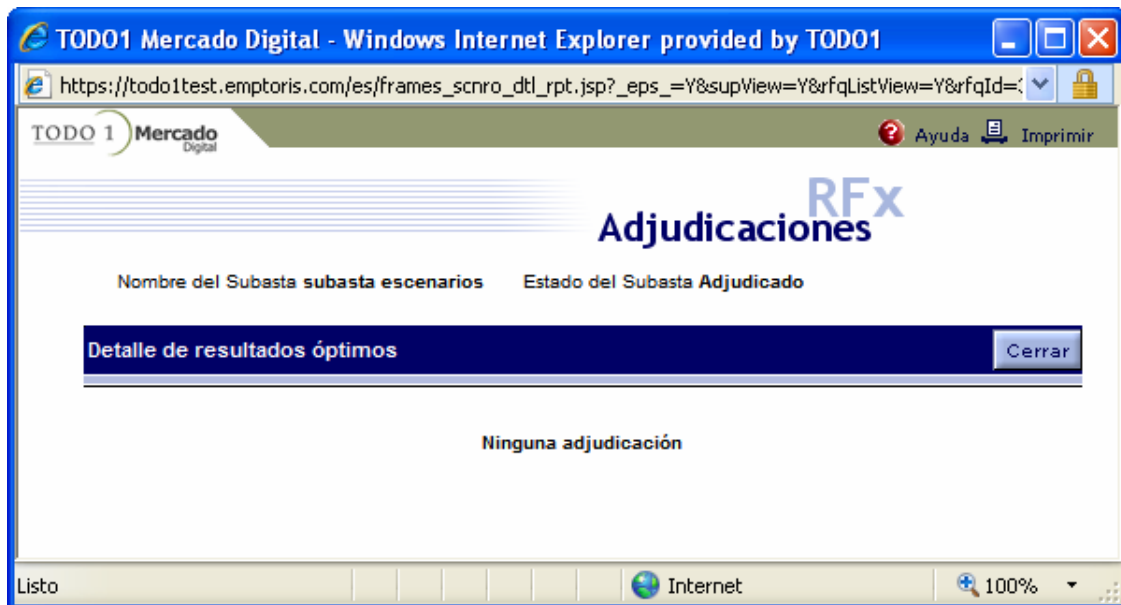 TODO1 Mercado Digital - Windows Internet Explorer provided by TODO1
https://todo1test.emptoris.com/es/frames_scnro_dtl_rpt.jsp?_eps_=Y&supView=Y&rfqListView=Y&rfqId=
TODO 1 Mercado Digital
Ayuda Imprimir
RFx
Adjudicaciones
Nombre del Subasta subasta escenarios Estado del Subasta Adjudicado
Detalle de resultados óptimos Cerrar
Ninguna adjudicación
Listo Internet 100%